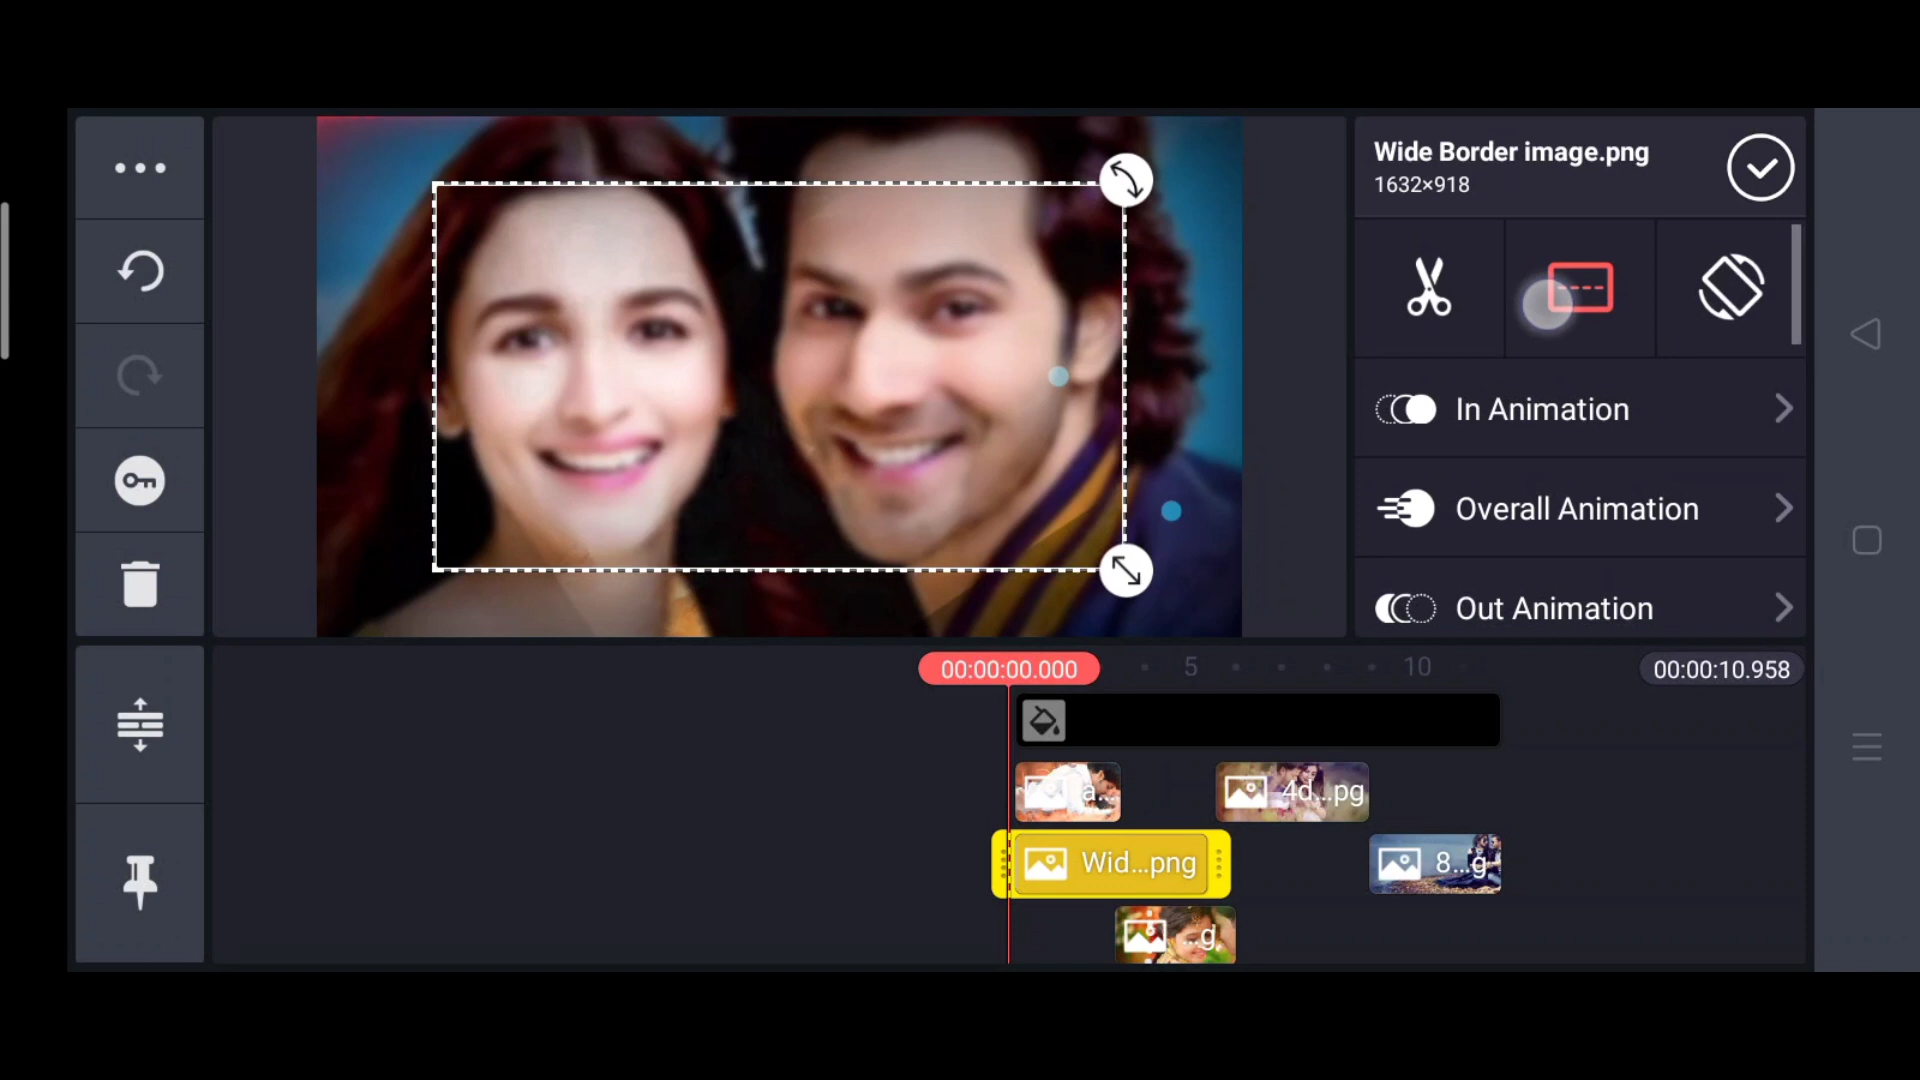 Wide Border image.png
1632×918
In Animation
Overall Animation
Out Animation
00:00:00.000
5
10
00:00:10.958
a...
4d...pg
Wid...png
8...g
...g